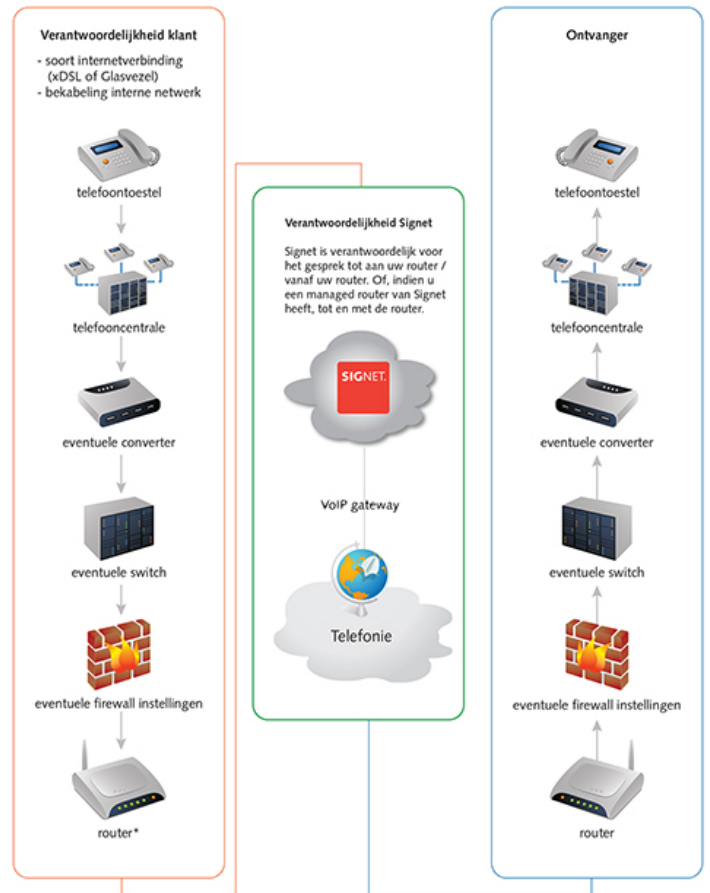 Verantwoordelijkheid klant
- soort internetverbinding
(xDSL of Glasvezel)
- bekabeling interne netwerk
telefoontoestel
telefooncentrale
eventuele converter
eventuele switch
eventuele firewall instellingen
router*
Verantwoordelijkheid Signet
Signet is verantwoordelijk voor
het gesprek tot aan uw router /
vanaf uw router. Of, indien u
een managed router van Signet
heeft, tot en met de router.
SIGNET.
VoIP gateway
Telefonie
Ontvanger
telefoontoestel
telefooncentrale
eventuele converter
eventuele switch
eventuele firewall instellingen
router